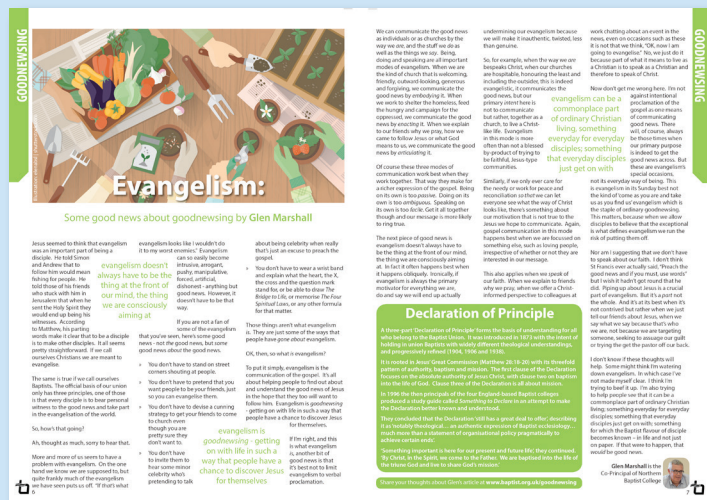 GOODNEWSING
Evangelism:
Some good news about goodnewsing by Glen Marshall
Jesus seemed to think that evangelism
was an important part of being a
disciple. He told Simon
and Andrew that to
follow him would mean
fishing for people. He
told those of his friends
who stuck with him in
Jerusalem that when he
sent the Holy Spirit they
would end up being his
witnesses. According
to Matthew, his parting
words make it clear that to be a disciple
is to make other disciples. It all seems
pretty straightforward. If we call
ourselves Christians we are meant to
evangelise.
The same is true if we call ourselves
Baptists. The official basis of our union
only has three principles, one of those
is that every disciple is to bear personal
witness to the good news and take part
in the evangelisation of the world.
So, how's that going?
Ah, thought as much, sorry to hear that.
More and more of us seem to have a
problem with evangelism. On the one
hand we know we are supposed to, but
quite frankly much of the evangelism
we have seen puts us off. "If that's what
evangelism doesn't
always have to be the
thing at the front of
our mind, the thing
we are consciously
aiming at
evangelism looks like I wouldn't do
it to my worst enemies." Evangelism
can so easily become
intrusive, arrogant,
pushy, manipulative,
forced, artificial,
dishonest - anything but
good news. However, it
doesn't have to be that
way.
If you are not a fan of
some of the evangelism
that you've seen, here's some good
news - not the good news, but some
good news about the good news.
You don't have to stand on street
corners shouting at people.
You don't have to pretend that you
want people to be your friends, just
so you can evangelise them.
You don't have to devise a cunning
strategy to get your friends to come
to church even
though you are
pretty sure they
don't want to.
You don't have to
invite them to
hear some minor
celebrity who's
pretending to talk
evangelism is
goodnewsing - getting
on with life in such a
way that people have a
chance to discover Jesus
for themselves
about being celebrity when really
that's just an excuse to preach the
gospel.
You don't have to wear a wrist band
and explain what the heart, the X,
the cross and the question mark
stand for, or be able to draw The
Bridge to Life, or memorise The Four
Spiritual Laws, or any other formula
for that matter.
Those things aren't what evangelism
is. They are just some of the ways that
people have gone about evangelism.
OK, then, so what is evangelism?
To put it simply, evangelism is the
communication of the gospel. It's all
about helping people to find out about
and understand the good news of Jesus
in the hope that they too will want to
follow him. Evangelism is goodnewsing
- getting on with life in such a way that
people have a chance to discover Jesus
for themselves.
If I'm right, and this
is what evangelism
is, another bit of
good news is that
it's best not to limit
evangelism to verbal
proclamation.
6
We can communicate the good news
as individuals or as churches by the
way we are, and the stuff we do as
well as the things we say. Being,
doing and speaking are all important
modes of evangelism. When we are
the kind of church that is welcoming,
friendly, outward-looking, generous
and forgiving, we communicate the
good news by embodying it. When
we work to shelter the homeless, feed
the hungry and campaign for the
oppressed, we communicate the good
news by enacting it. When we explain
to our friends why we pray, how we
came to follow Jesus or what God
means to us, we communicate the good
news by articulating it.
Of course these three modes of
communication work best when they
work together. That way they make for
a richer expression of the gospel. Being
on its own is too passive. Doing on its
own is too ambiguous. Speaking on
its own is too facile. Get it all together
though and our message is more likely
to ring true.
The next piece of good news is
evangelism doesn't always have to
be the thing at the front of our mind,
the thing we are consciously aiming
at. In fact it often happens best when
it happens obliquely. Ironically, if
evangelism is always the primary
motivator for everything we are,
do and say we will end up actually
undermining our evangelism because
we will make it inauthentic, twisted, less
than genuine.
So, for example, when the way we are
bespeaks Christ, when our churches
are hospitable, honouring the least and
including the outsider, this is indeed
evangelistic, it communicates the
good news, but our
primary intent here is
not to communicate
but rather, together as a
church, to live a Christ-
like life. Evangelism
in this mode is more
often than not a blessed
by-product of trying to
be faithful, Jesus-type
communities.
Similarly, if we only ever care for
the needy or work for peace and
reconciliation so that we can let
everyone see what the way of Christ
looks like, there's something about
our motivation that is not true to the
Jesus we hope to communicate. Again,
gospel communication in this mode
happens best when we are focussed on
something else, such as loving people,
irrespective of whether or not they are
interested in our message.
This also applies when we speak of
our faith. When we explain to friends
why we pray, when we offer a Christ-
informed perspective to colleagues at
evangelism can be a
commonplace part
of ordinary Christian
living, something
everyday for everyday
disciples; something
that everyday disciples
just get on with
work chatting about an event in the
news, even on occasions such as these
it is not that we think, "OK, now I am
going to evangelise." No, we just do it
because part of what it means to live as
a Christian is to speak as a Christian and
therefore to speak of Christ.
Now don't get me wrong here. I'm not
against intentional
proclamation of the
gospel as one means
of communicating
good news. There
will, of course, always
be those times when
our primary purpose
is indeed to get the
good news across. But
these are evangelism's
special occasions,
not its everyday way of being. This
is evangelism in its Sunday best not
the kind of 'come as you are and take
us as you find us' evangelism which is
the staple of ordinary goodnewsing.
This matters, because when we allow
disciples to believe that the exceptional
is what defines evangelism we run the
risk of putting them off.
Nor am I suggesting that we don't have
to speak about our faith. I don't think
St Francis ever actually said, "Preach the
good news and if you must, use words"
but I wish it hadn't got round that he
did. Piping up about Jesus is a crucial
part of evangelism. But it's a part not
the whole. And it's at its best when it's
not contrived but rather when we just
tell our friends about Jesus, when we
say what we say because that's who
we are, not because we are targeting
someone, seeking to assuage our guilt
or trying to get the pastor off our back.
I don't know if these thoughts will
help. Some might think I'm watering
down evangelism. In which case I've
not made myself clear. I think I'm
trying to beef it up. I'm also trying
to help people see that it can be a
commonplace part of ordinary Christian
living; something everyday for everyday
disciples; something that everyday
disciples just get on with; something
for which the Baptist flavour of disciple
becomes known – in life and not just
on paper. If that were to happen, that
would be good news.
Glen Marshall is the
Co-Principal of Northern
Baptist College
Declaration of Principle
A three-part 'Declaration of Principle' forms the basis of understanding for all
who belong to the Baptist Union. It was introduced in 1873 with the intent of
holding in union Baptists with widely different theological understandings,
and progressively refined (1904, 1906 and 1938).
It is rooted in Jesus' Great Commission (Matthew 28:18-20) with its threefold
pattern of authority, baptism and mission. The first clause of the Declaration
focuses on the absolute authority of Jesus Christ, with clause two on baptism
into the life of God. Clause three of the Declaration is all about mission.
In 1996 the then principals of the four England-based Baptist colleges
produced a study guide called Something to Declare in an attempt to make
the Declaration better known and understood.
They concluded that the Declaration 'still has a great deal to offer; describing
it as 'notably theological... an authentic expression of Baptist ecclesiology...
much more than a statement of organisational policy pragmatically to
achieve certain ends'.
'Something important is here for our present and future life; they continued.
'By Christ, in the Spirit, we come to the Father. We are baptised into the life of
the triune God and live to share God's mission.'
Share your thoughts about Glen's article at www.baptist.org.uk/goodnewsing
GOODNEWSING